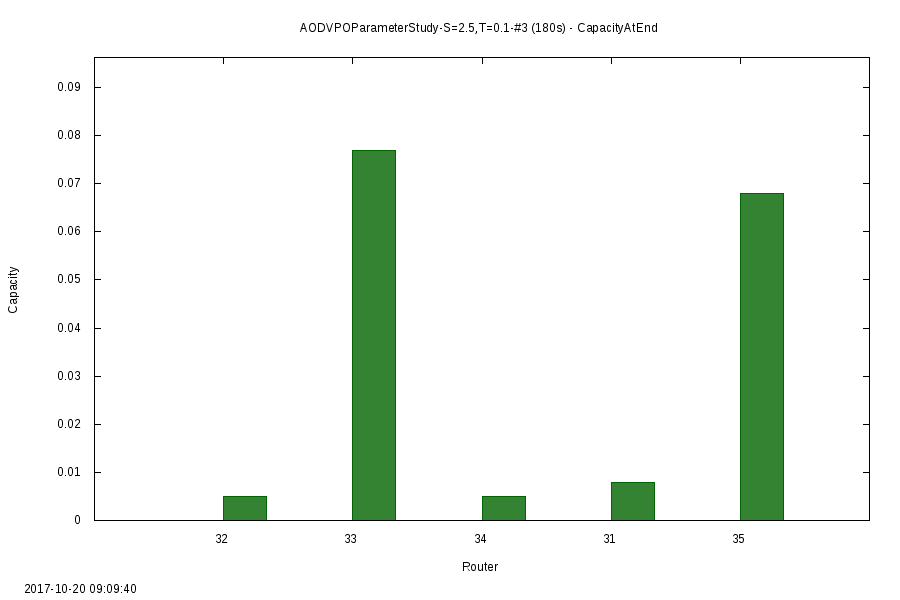 AODVPOParameterStudy-S=2.5,T=0.1-#3 (180s) - CapacityAtEnd
0.09
0.08
0.07
0.06
0.05
0.04
0.03
0.02
0.01
0
Capacity
32 33 34 31 35
Router
2017-10-20 09:09:40